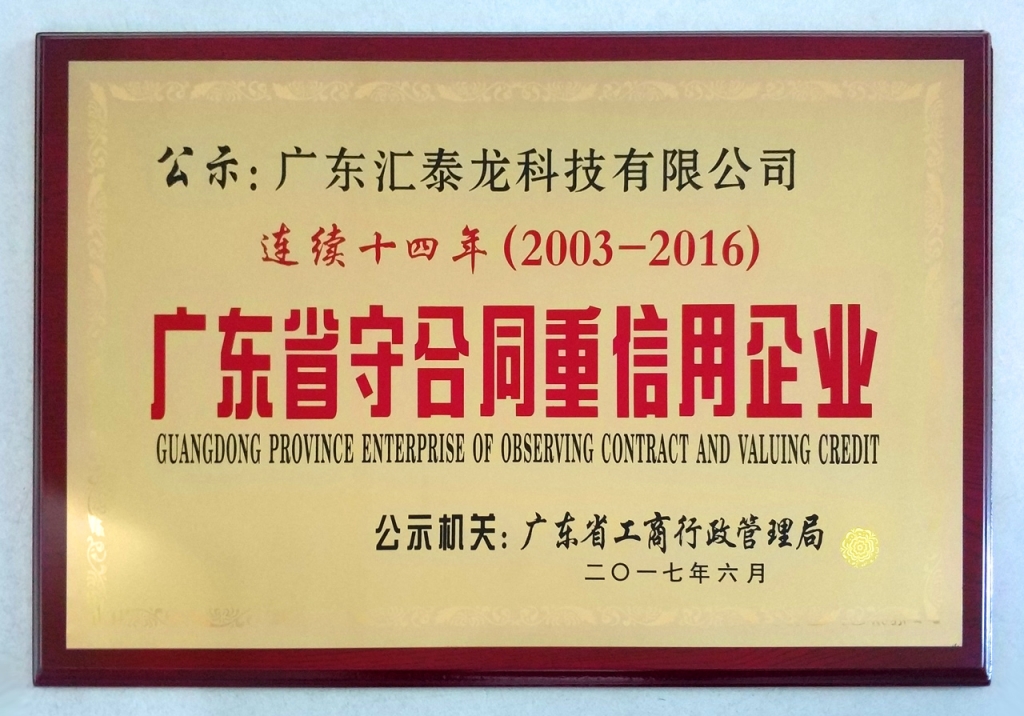 公示:广东汇泰龙科技有限公司
连续十四年(2003-2016)
广东省守合同重信用企业
GUANGDONG PROVINCE ENTERPRISE OF OBSERVING CONTRACT AND VALUING CREDIT
公示机关:广东省工商行政管理局
二〇一七年六月